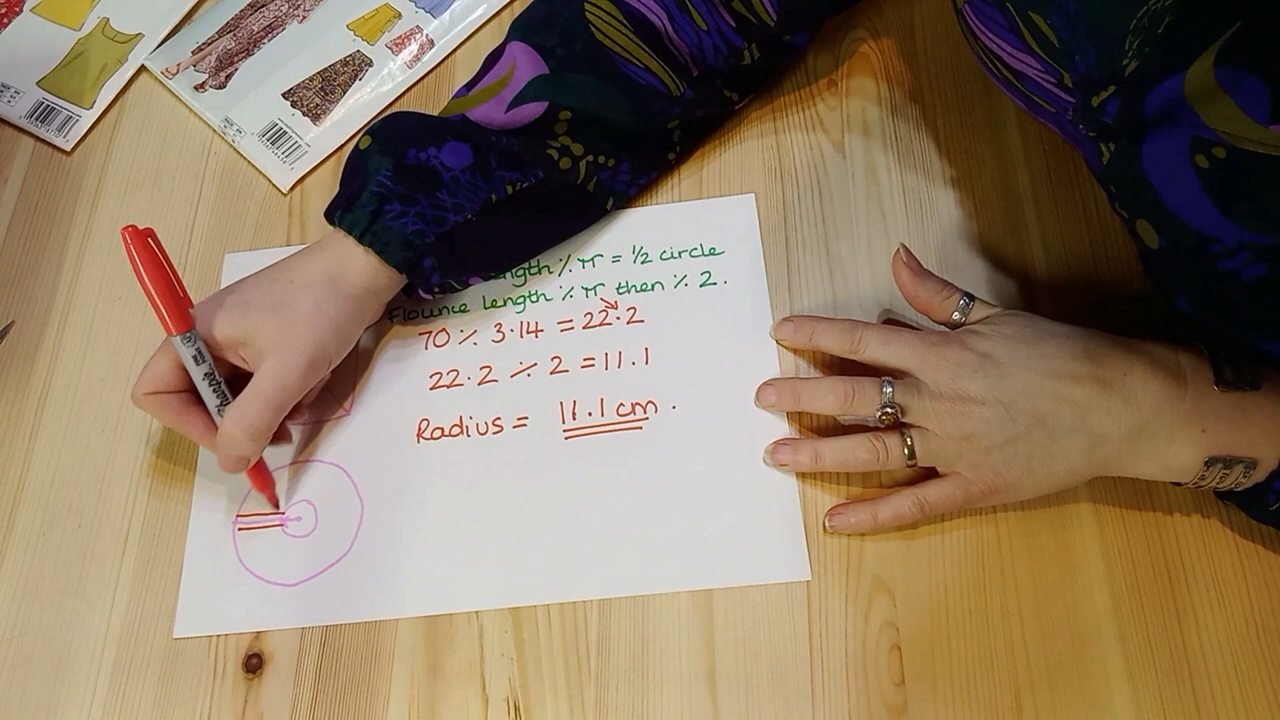 ngth ٪ π = ½ circle
Flounce length ٪ π then ٪ 2.
70 ٪ 3.14 = 22.2
22.2 ÷ 2 = 11.1
Radius = 11.1 cm.
Sharpie